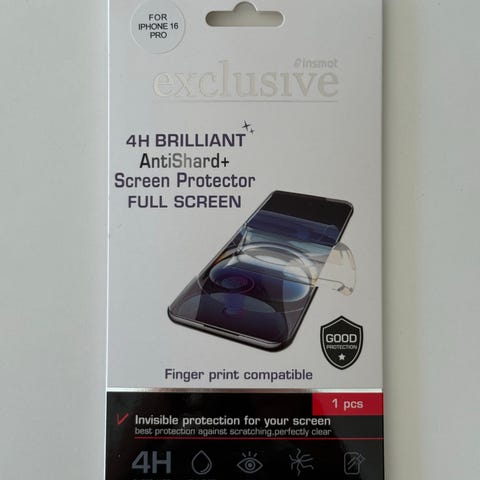 FOR
IPHONE 16
PRO
insmat
exclusive
4H BRILLIANT
AntiShard+
Screen Protector
FULL SCREEN
GOOD
PROTECTION
Finger print compatible
1 pcs
Invisible protection for your screen
best protection against scratching,perfectly clear
4H